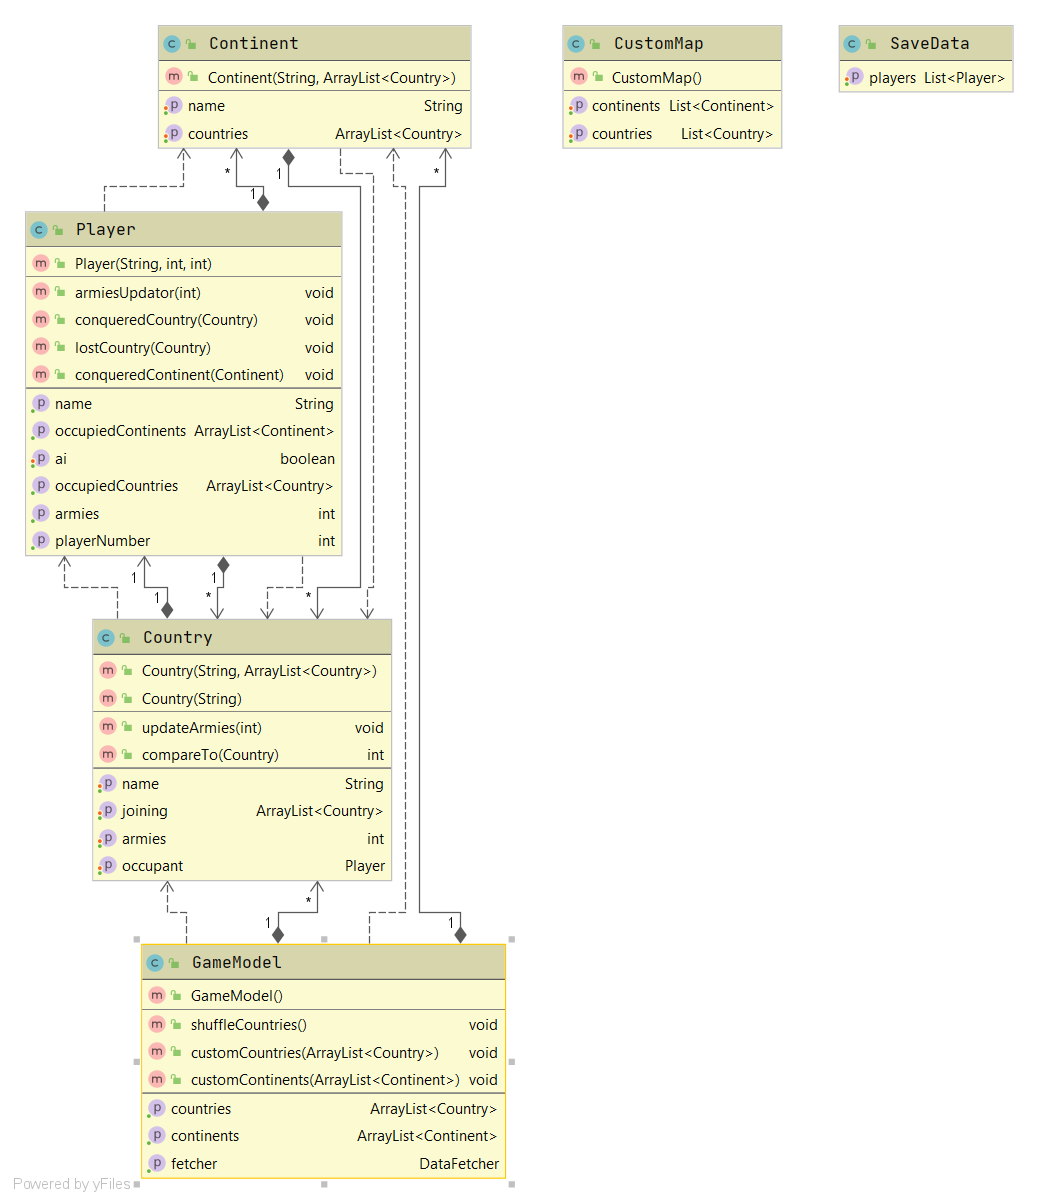 Continent
Continent(String, ArrayList<Country>)
name String
countries ArrayList<Country>
CustomMap
CustomMap()
continents List<Continent>
countries List<Country>
SaveData
players List<Player>
* 1 1 *
Player
Player(String, int, int)
armiesUpdator(int) void
conqueredCountry(Country) void
lostCountry(Country) void
conqueredContinent(Continent) void
name String
occupiedContinents ArrayList<Continent>
ai boolean
occupiedCountries ArrayList<Country>
armies int
playerNumber int
1 1
1 * *
Country
Country(String, ArrayList<Country>)
Country(String)
updateArmies(int) void
compareTo(Country) int
name String
joining ArrayList<Country>
armies int
occupant Player
*
1 1
GameModel
GameModel()
shuffleCountries() void
customCountries(ArrayList<Country>) void
customContinents(ArrayList<Continent>) void
countries ArrayList<Country>
continents ArrayList<Continent>
fetcher DataFetcher
Powered by yFiles